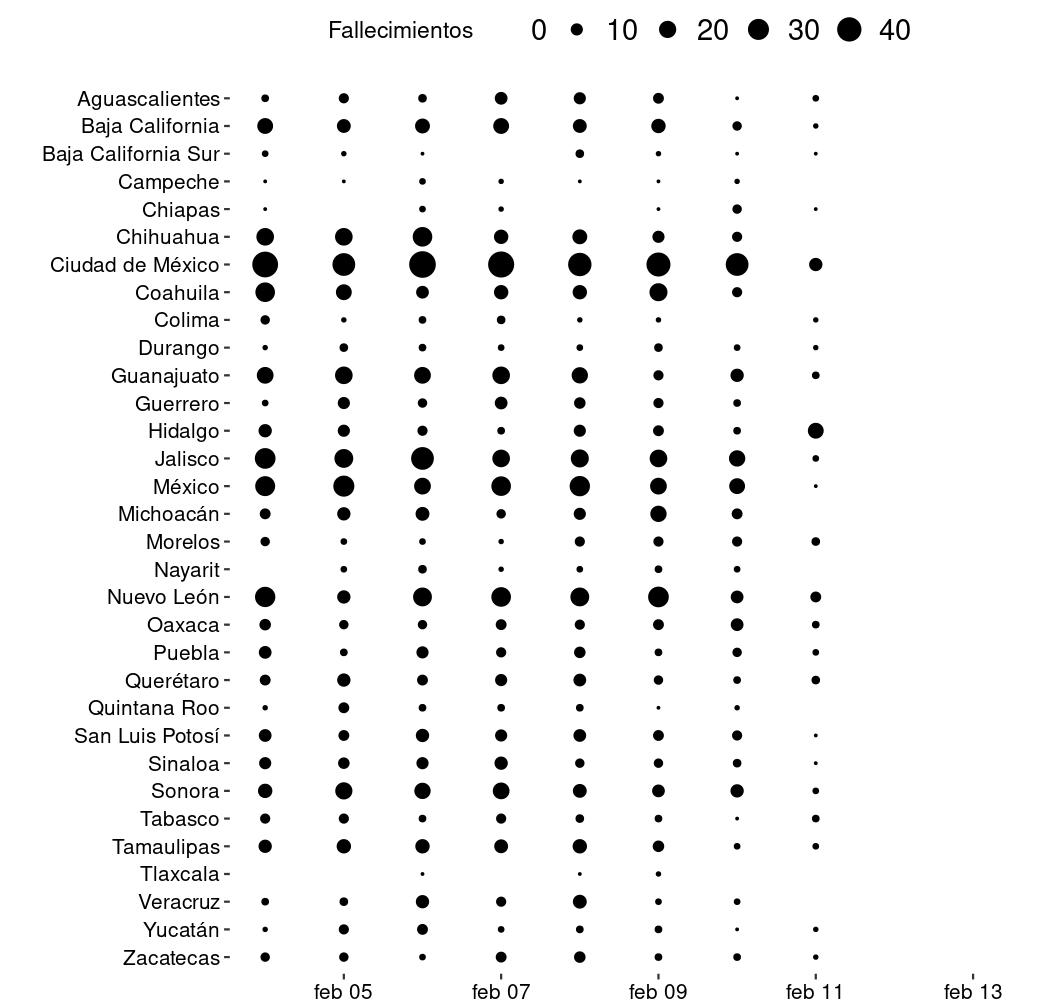 Fallecimientos 0 10 20 30 40
Aguascalientes
Baja California
Baja California Sur
Campeche
Chiapas
Chihuahua
Ciudad de México
Coahuila
Colima
Durango
Guanajuato
Guerrero
Hidalgo
Jalisco
México
Michoacán
Morelos
Nayarit
Nuevo León
Oaxaca
Puebla
Querétaro
Quintana Roo
San Luis Potosí
Sinaloa
Sonora
Tabasco
Tamaulipas
Tlaxcala
Veracruz
Yucatán
Zacatecas
feb 05 feb 07 feb 09 feb 11 feb 13